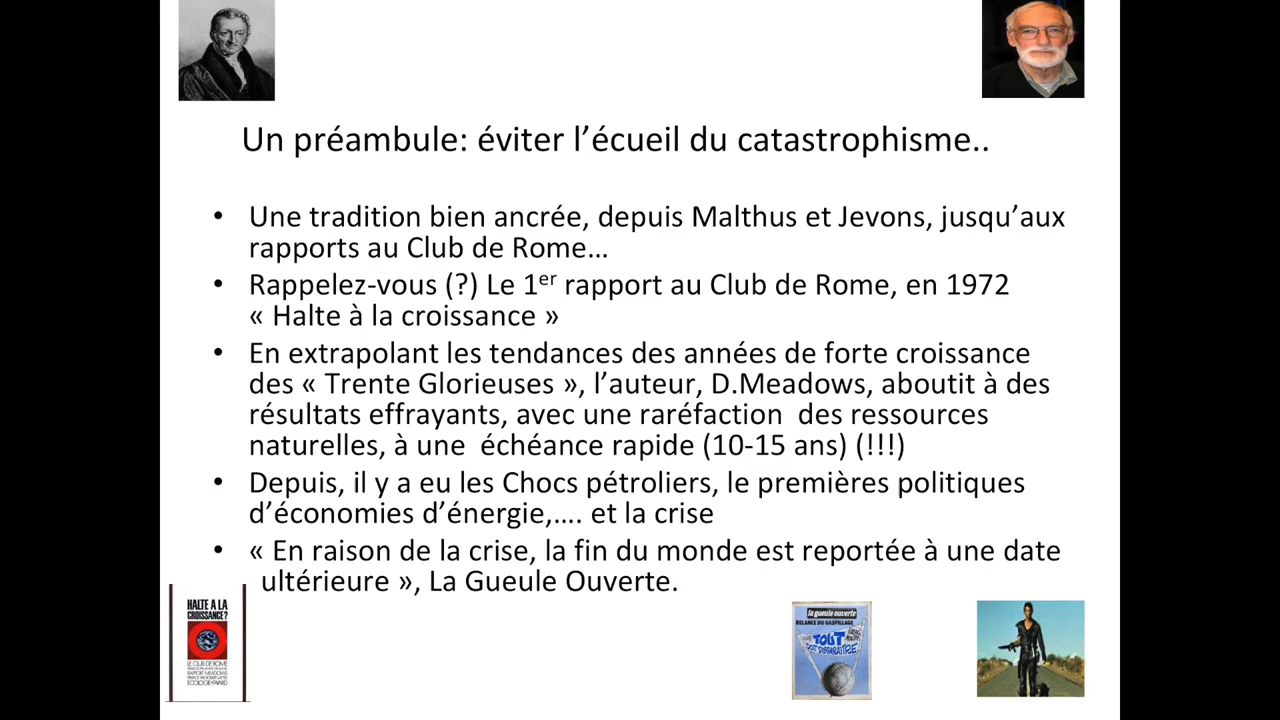 Un préambule: éviter l’écueil du catastrophisme..
• Une tradition bien ancrée, depuis Malthus et Jevons, jusqu’aux
rapports au Club de Rome…
• Rappelez-vous (?) Le 1er rapport au Club de Rome, en 1972
« Halte à la croissance »
• En extrapolant les tendances des années de forte croissance
des « Trente Glorieuses », l’auteur, D.Meadows, aboutit à des
résultats effrayants, avec une raréfaction des ressources
naturelles, à une échéance rapide (10-15 ans) (!!!)
• Depuis, il y a eu les Chocs pétroliers, le premières politiques
d’économies d’énergie,…. et la crise
• « En raison de la crise, la fin du monde est reportée à une date
ultérieure », La Gueule Ouverte.
HALTE A LA
CROISSANCE?
LE CLUB DE ROME
la gueule ouverte
RELANCE DU GASPILLAGE
TOUT
DOIT DISPARAITRE